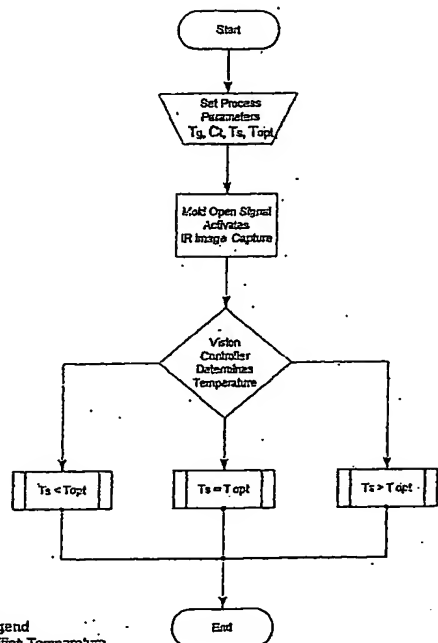 Start
Set Process
Parameters
Tg, Ct, Ts, Topt
Mold Open Signal
Activates
IR Image Capture
Vision
Controller
Determines
Temperature
Ts < Topt
Ts = Topt
Ts > Topt
End
gend
Temperature